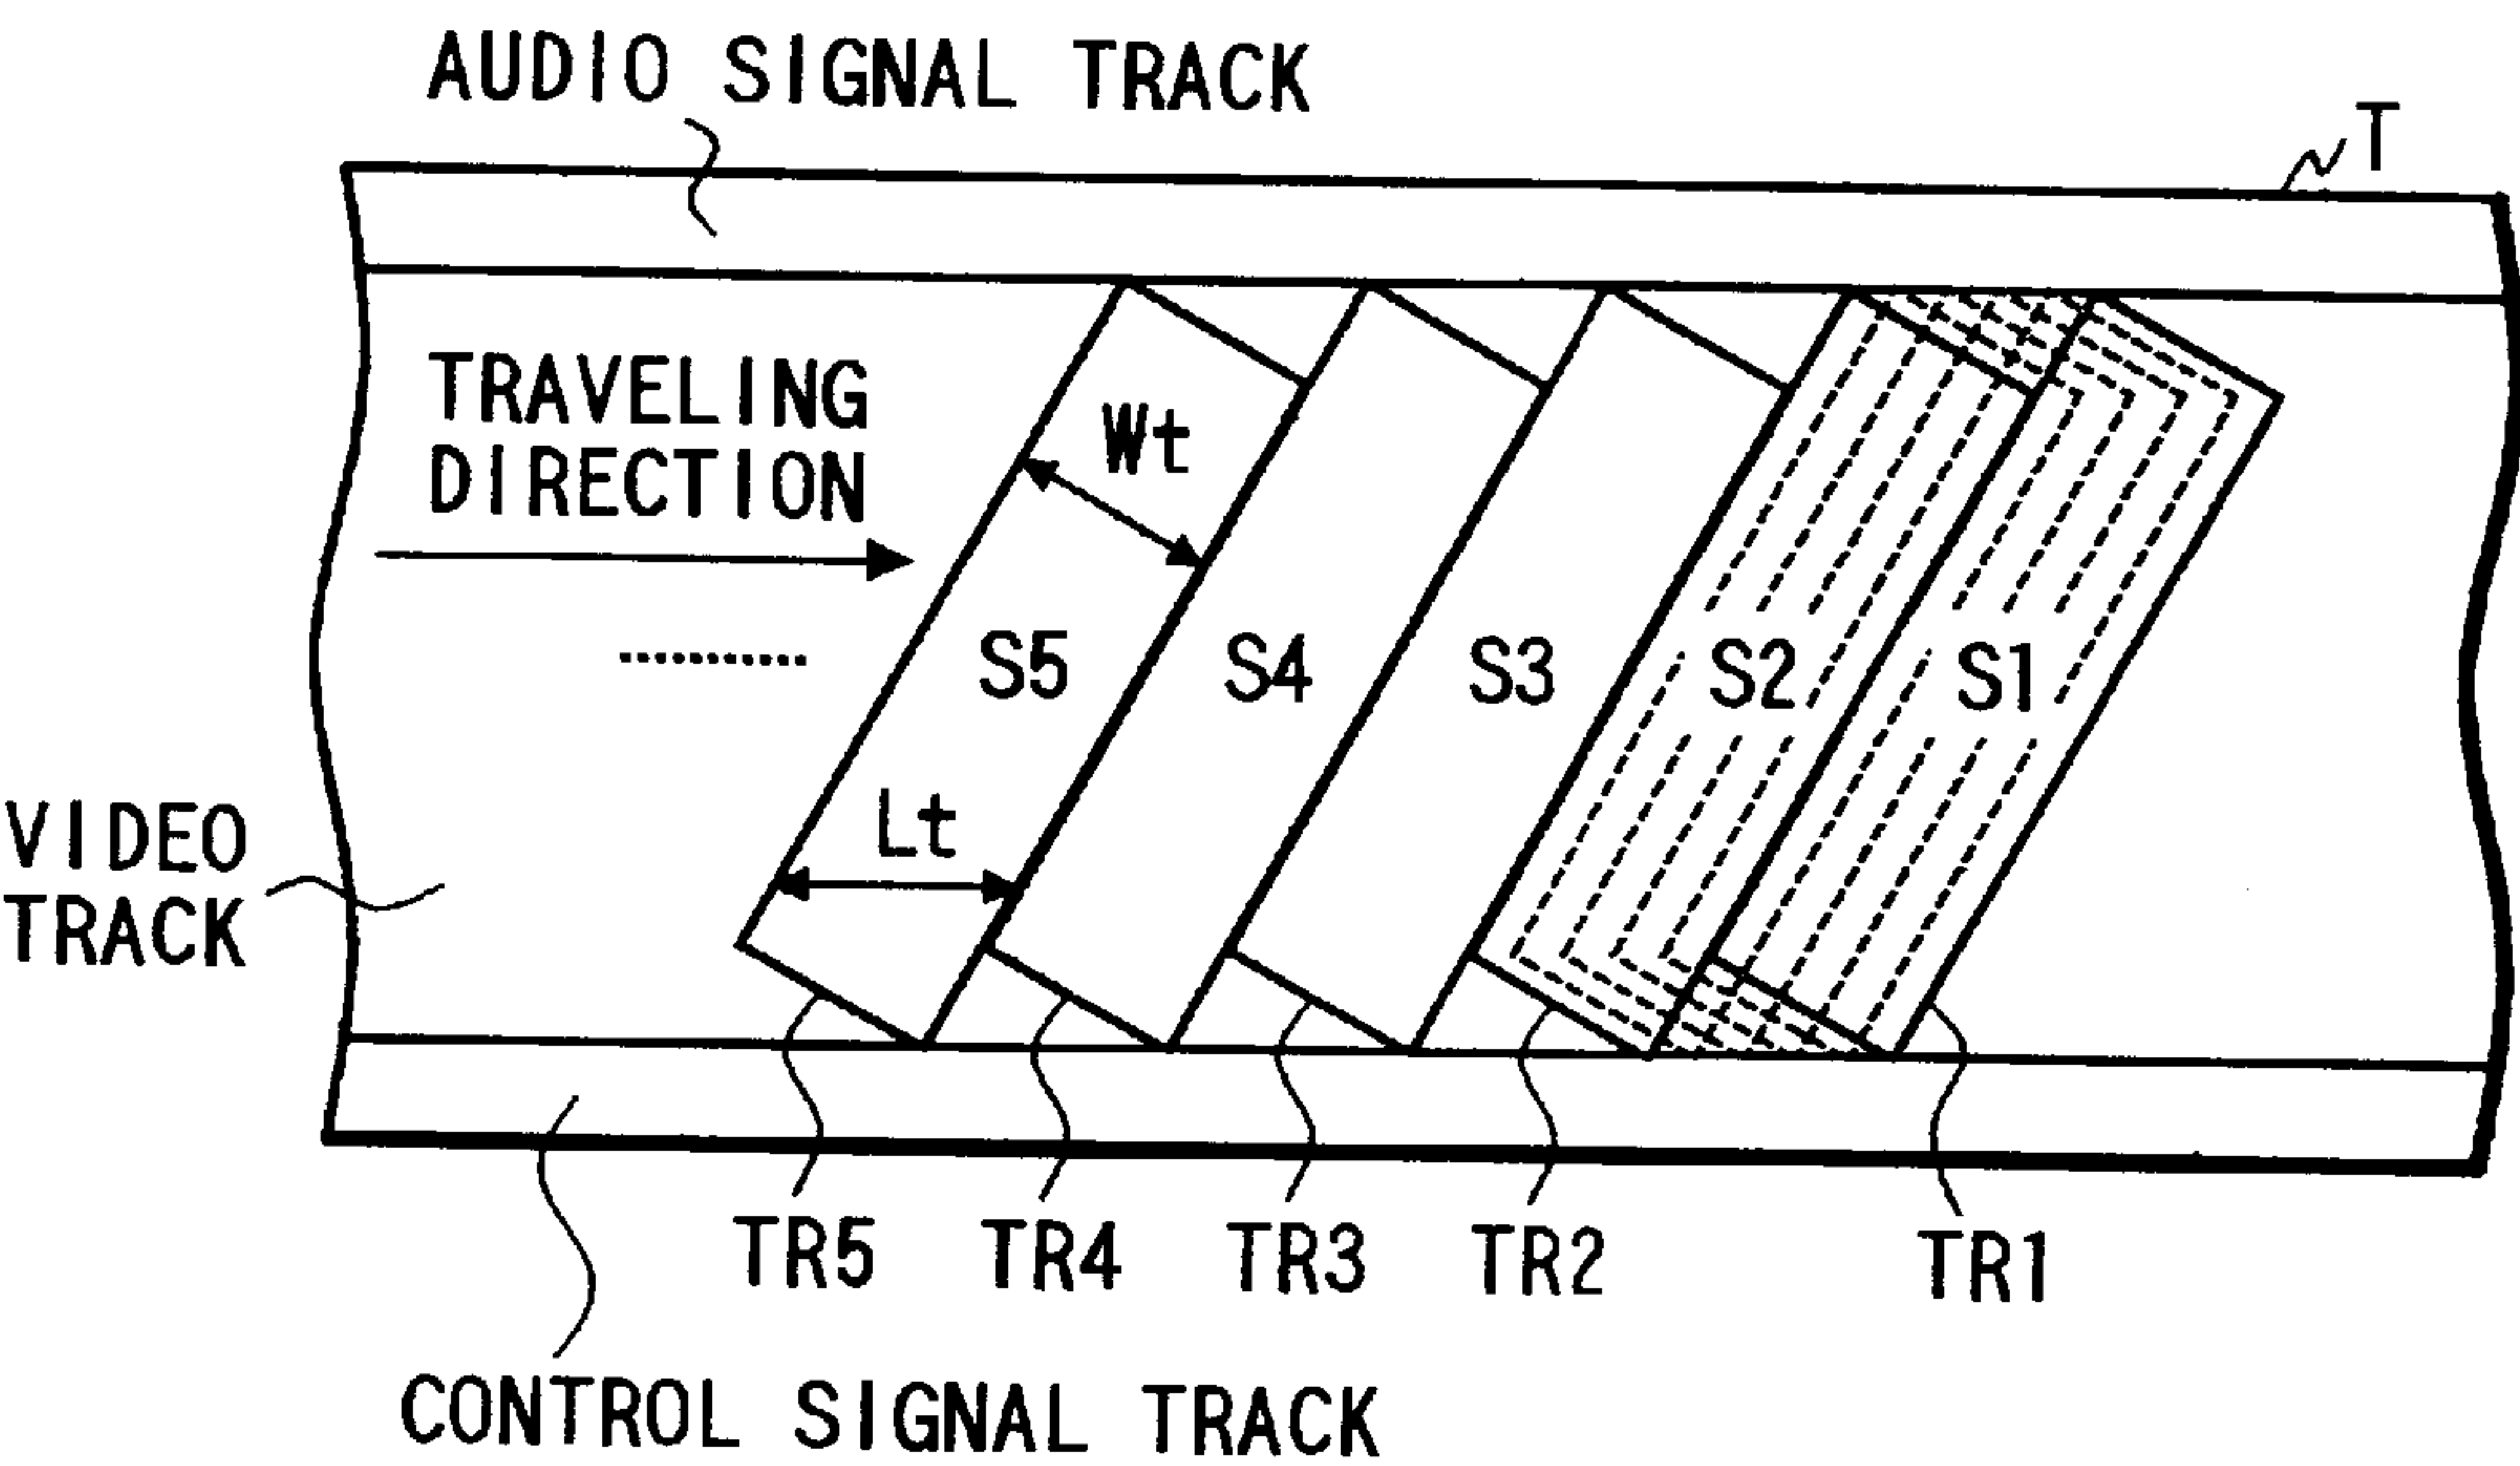 AUDIO SIGNAL TRACK
T
TRAVELING
DIRECTION
Wt
S5 S4 S3 S2 S1
Lt
VIDEO
TRACK
TR5 TR4 TR3 TR2 TR1
CONTROL SIGNAL TRACK